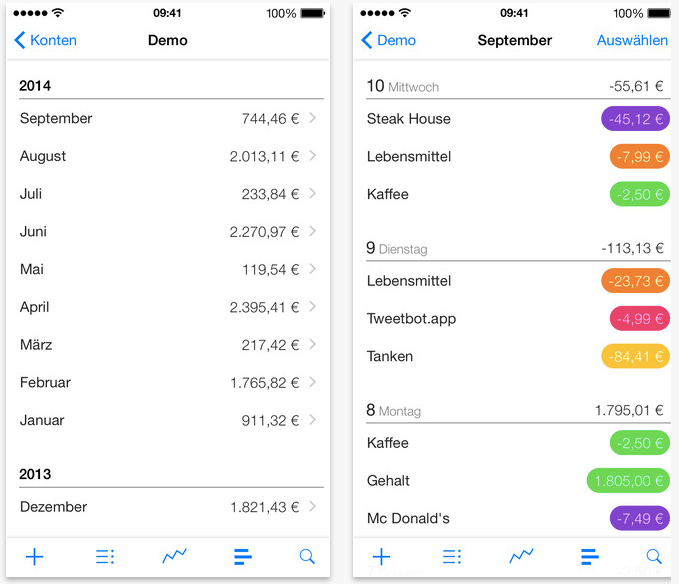 09:41
100%
Konten
Demo
2014
September 744,46 €
August 2.013,11 €
Juli 233,84 €
Juni 2.270,97 €
Mai 119,54 €
April 2.395,41 €
März 217,42 €
Februar 1.765,82 €
Januar 911,32 €
2013
Dezember 1.821,43 €
09:41
100%
Demo
September
Auswählen
10 Mittwoch -55,61 €
Steak House -45,12 €
Lebensmittel -7,99 €
Kaffee -2,50 €
9 Dienstag -113,13 €
Lebensmittel -23,73 €
Tweetbot.app -4,99 €
Tanken -84,41 €
8 Montag 1.795,01 €
Kaffee -2,50 €
Gehalt 1.805,00 €
Mc Donald's -7,49 €